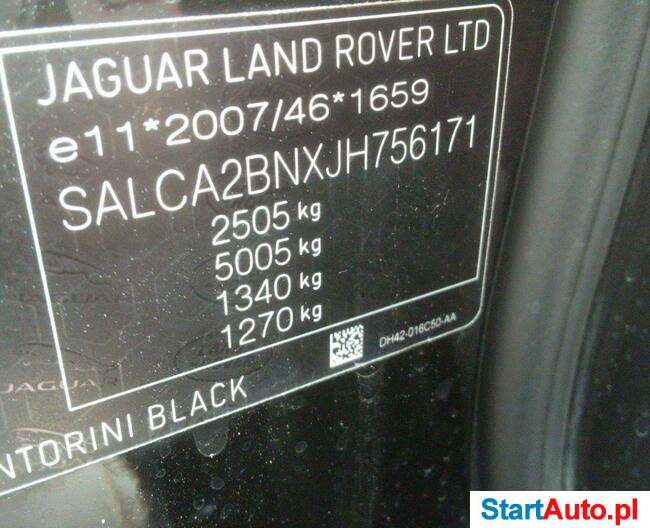 JAGUAR LAND ROVER LTD
e11*2007/46*1659
SALCA2BNXJH756171
2505 kg
5005 kg
1340 kg
1270 kg
DH42-016C50-AA
JAGUAR
NTORINI BLACK
StartAuto.pl